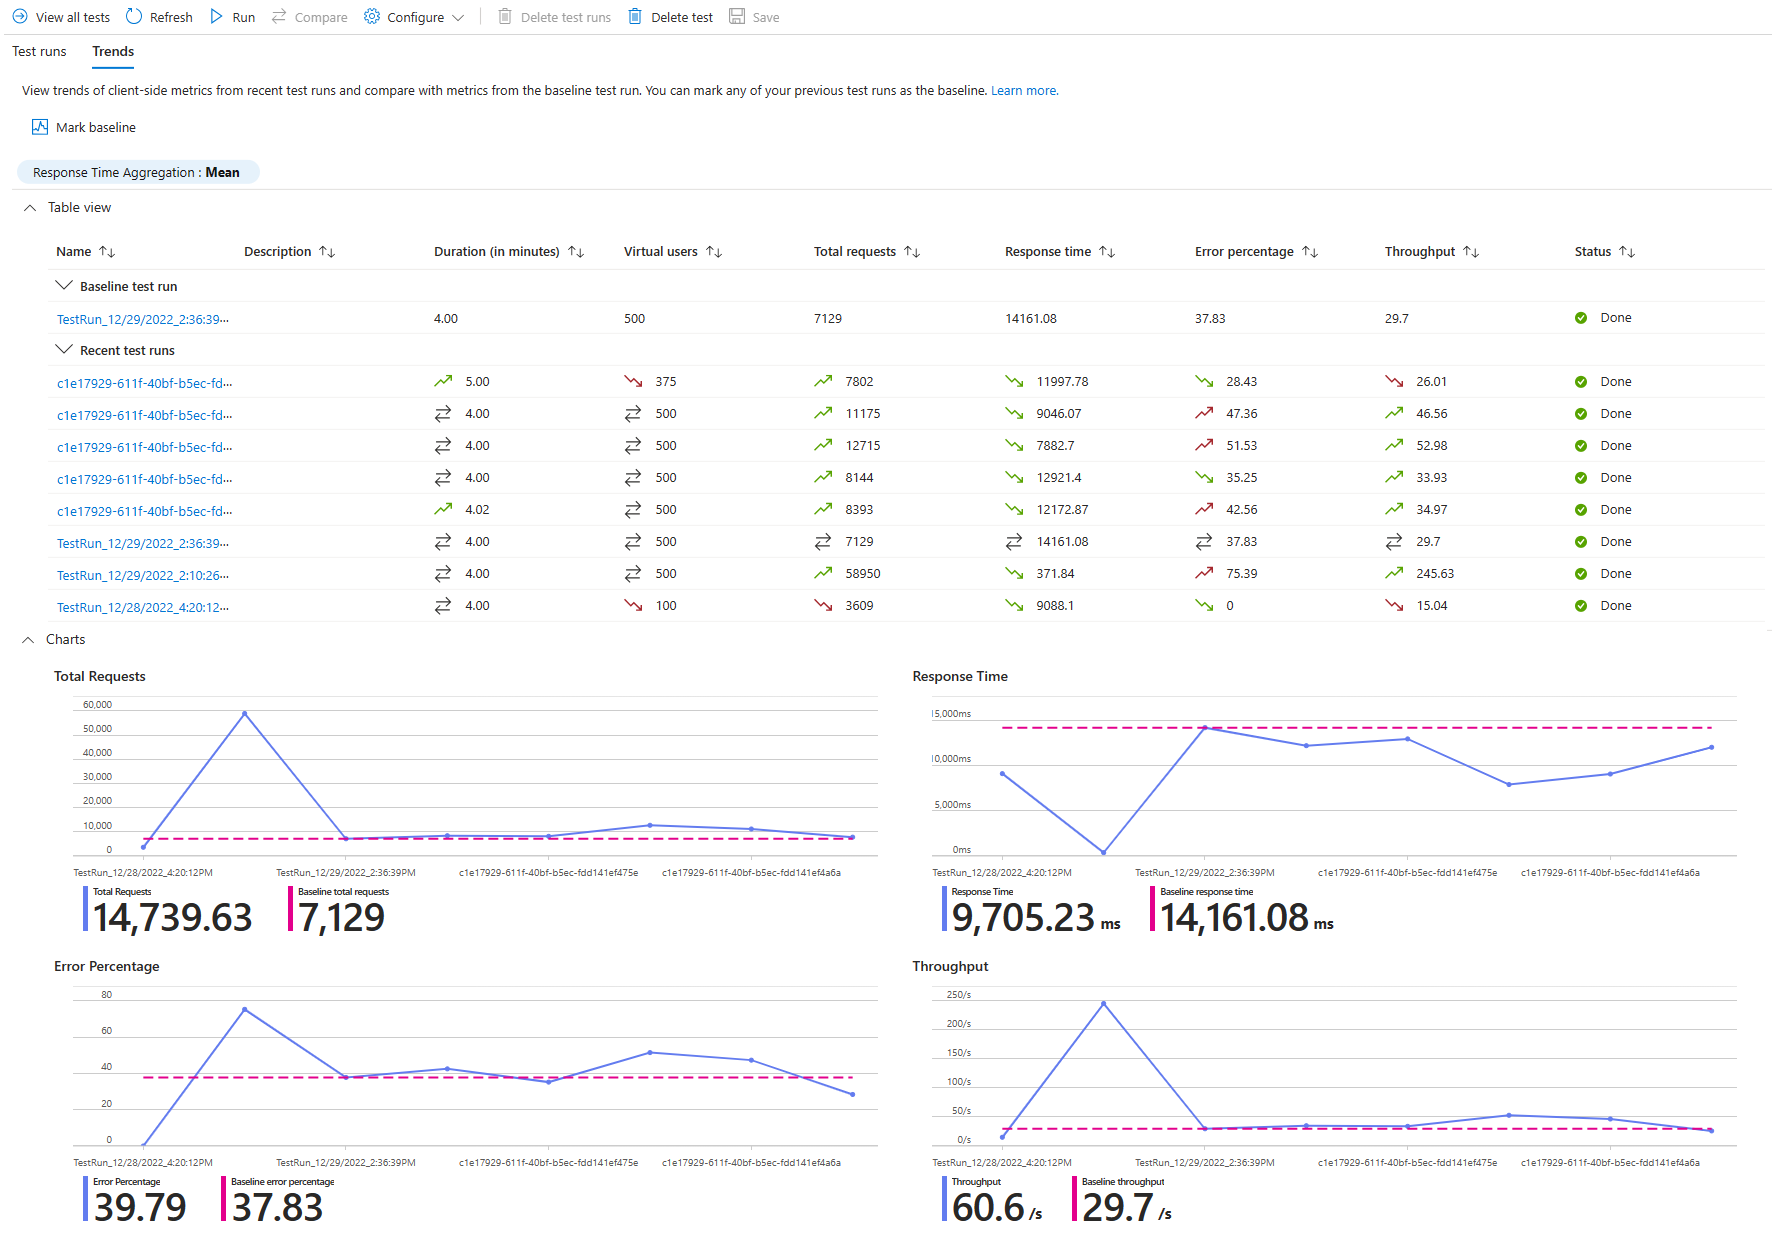 View all tests Refresh Run Compare Configure Delete test runs Delete test Save
Test runs Trends
View trends of client-side metrics from recent test runs and compare with metrics from the baseline test run. You can mark any of your previous test runs as the baseline. Learn more.
Mark baseline
Response Time Aggregation : Mean
Table view
Name Description Duration (in minutes) Virtual users Total requests Response time Error percentage Throughput Status
Baseline test run
TestRun_12/29/2022_2:36:39... 4.00 500 7129 14161.08 37.83 29.7 Done
Recent test runs
c1e17929-611f-40bf-b5ec-fd... 5.00 375 7802 11997.78 28.43 26.01 Done
c1e17929-611f-40bf-b5ec-fd... 4.00 500 11175 9046.07 47.36 46.56 Done
c1e17929-611f-40bf-b5ec-fd... 4.00 500 12715 7882.7 51.53 52.98 Done
c1e17929-611f-40bf-b5ec-fd... 4.00 500 8144 12921.4 35.25 33.93 Done
c1e17929-611f-40bf-b5ec-fd... 4.02 500 8393 12172.87 42.56 34.97 Done
TestRun_12/29/2022_2:36:39... 4.00 500 7129 14161.08 37.83 29.7 Done
TestRun_12/29/2022_2:10:26... 4.00 500 58950 371.84 75.39 245.63 Done
TestRun_12/28/2022_4:20:12... 4.00 100 3609 9088.1 0 15.04 Done
Charts
Total Requests
60,000
50,000
40,000
30,000
20,000
10,000
0
TestRun_12/28/2022_4:20:12PM TestRun_12/29/2022_2:36:39PM c1e17929-611f-40bf-b5ec-fdd141ef475e c1e17929-611f-40bf-b5ec-fdd141ef4a6a
Total Requests Baseline total requests
14,739.63 7,129
Response Time
15,000ms
10,000ms
5,000ms
0ms
TestRun_12/28/2022_4:20:12PM TestRun_12/29/2022_2:36:39PM c1e17929-611f-40bf-b5ec-fdd141ef475e c1e17929-611f-40bf-b5ec-fdd141ef4a6a
Response Time Baseline response time
9,705.23 ms 14,161.08 ms
Error Percentage
80
60
40
20
0
TestRun_12/28/2022_4:20:12PM TestRun_12/29/2022_2:36:39PM c1e17929-611f-40bf-b5ec-fdd141ef475e c1e17929-611f-40bf-b5ec-fdd141ef4a6a
Error Percentage Baseline error percentage
39.79 37.83
Throughput
250/s
200/s
150/s
100/s
50/s
0/s
TestRun_12/28/2022_4:20:12PM TestRun_12/29/2022_2:36:39PM c1e17929-611f-40bf-b5ec-fdd141ef475e c1e17929-611f-40bf-b5ec-fdd141ef4a6a
Throughput Baseline throughput
60.6 /s 29.7 /s